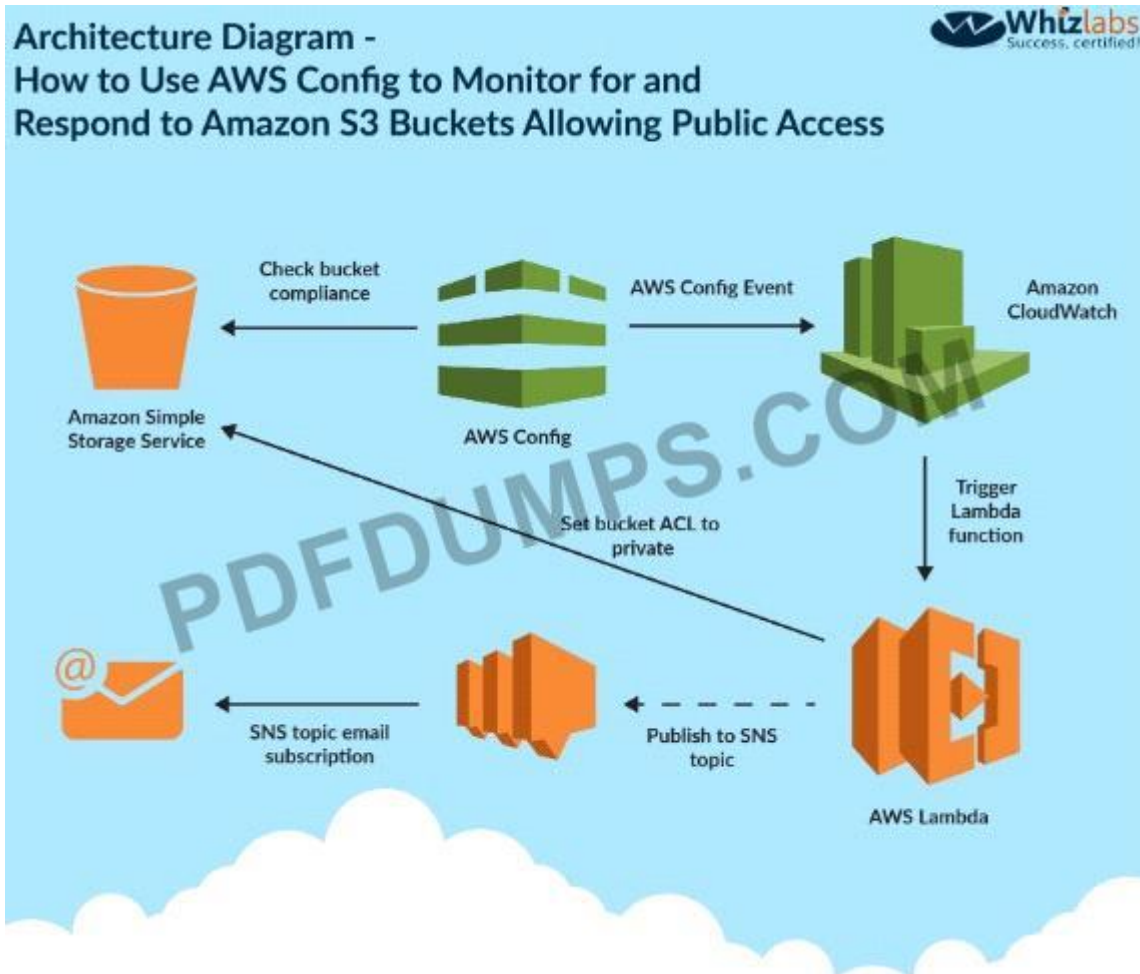 Architecture Diagram -
How to Use AWS Config to Monitor for and
Respond to Amazon S3 Buckets Allowing Public Access
Whizlabs
Success, certified!
Check bucket
compliance
AWS Config Event
Amazon
CloudWatch
Amazon Simple
Storage Service
AWS Config
Trigger
Lambda
function
Set bucket ACL to
private
PDFDUMPS.COM
@
SNS topic email
subscription
Publish to SNS
topic
AWS Lambda